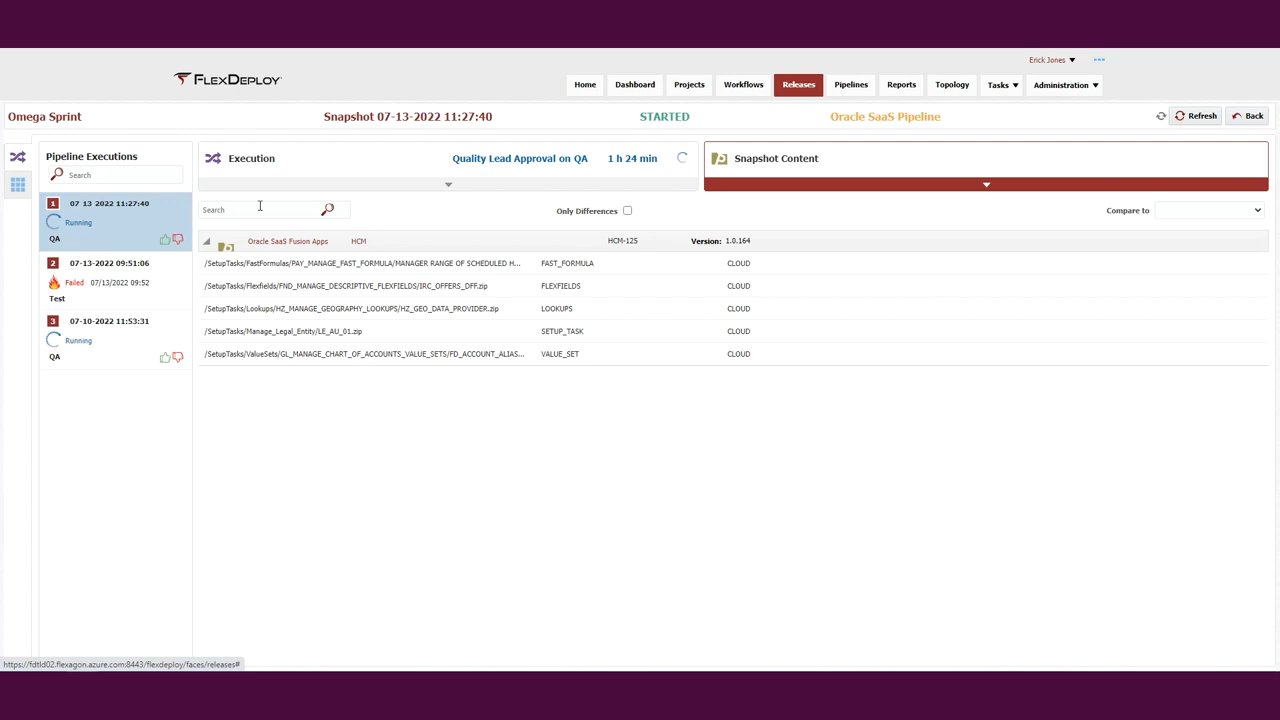 Erick Jones
FLEXDEPLOY
Home Dashboard Projects Workflows Releases Pipelines Reports Topology Tasks Administration
Omega Sprint Snapshot 07-13-2022 11:27:40 STARTED Oracle SaaS Pipeline Refresh Back
Pipeline Executions
Search
1 07-13-2022 11:27:40
Running
QA
2 07-13-2022 09:51:06
Failed 07/13/2022 09:52
Test
3 07-10-2022 11:53:31
Running
QA
Execution Quality Lead Approval on QA 1 h 24 min
Snapshot Content
Search Only Differences Compare to
Oracle SaaS Fusion Apps HCM HCM-125 Version: 1.0.164
/SetupTasks/FastFormulas/PAY_MANAGE_FAST_FORMULA/MANAGER RANGE OF SCHEDULED H... FAST_FORMULA CLOUD
/SetupTasks/Flexfields/FND_MANAGE_DESCRIPTIVE_FLEXFIELDS/IRC_OFFERS_DFF.zip FLEXFIELDS CLOUD
/SetupTasks/Lookups/HZ_MANAGE_GEOGRAPHY_LOOKUPS/HZ_GEO_DATA_PROVIDER.zip LOOKUPS CLOUD
/SetupTasks/Manage_Legal_Entity/LE_AU_01.zip SETUP_TASK CLOUD
/SetupTasks/ValueSets/GL_MANAGE_CHART_OF_ACCOUNTS_VALUE_SETS/FD_ACCOUNT_ALIAS... VALUE_SET CLOUD
https://fdtld02.flexagon.azure.com:8443/flexdeploy/faces/releases#